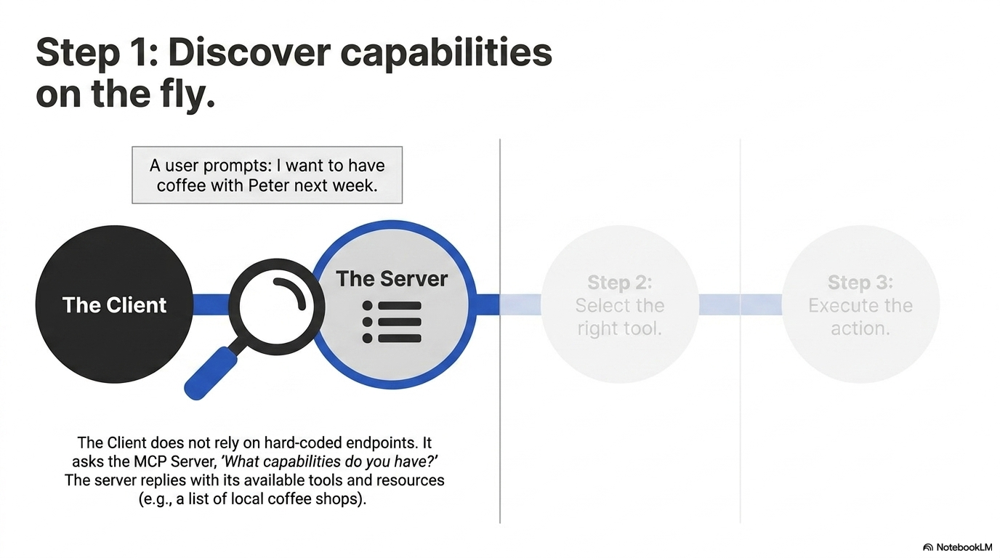 Step 1: Discover capabilities
on the fly.
A user prompts: I want to have
coffee with Peter next week.
The Client
The Server
Step 2:
Select the
right tool.
Step 3:
Execute the
action.
The Client does not rely on hard-coded endpoints. It
asks the MCP Server, ‘What capabilities do you have?’
The server replies with its available tools and resources
(e.g., a list of local coffee shops).
NotebookLM